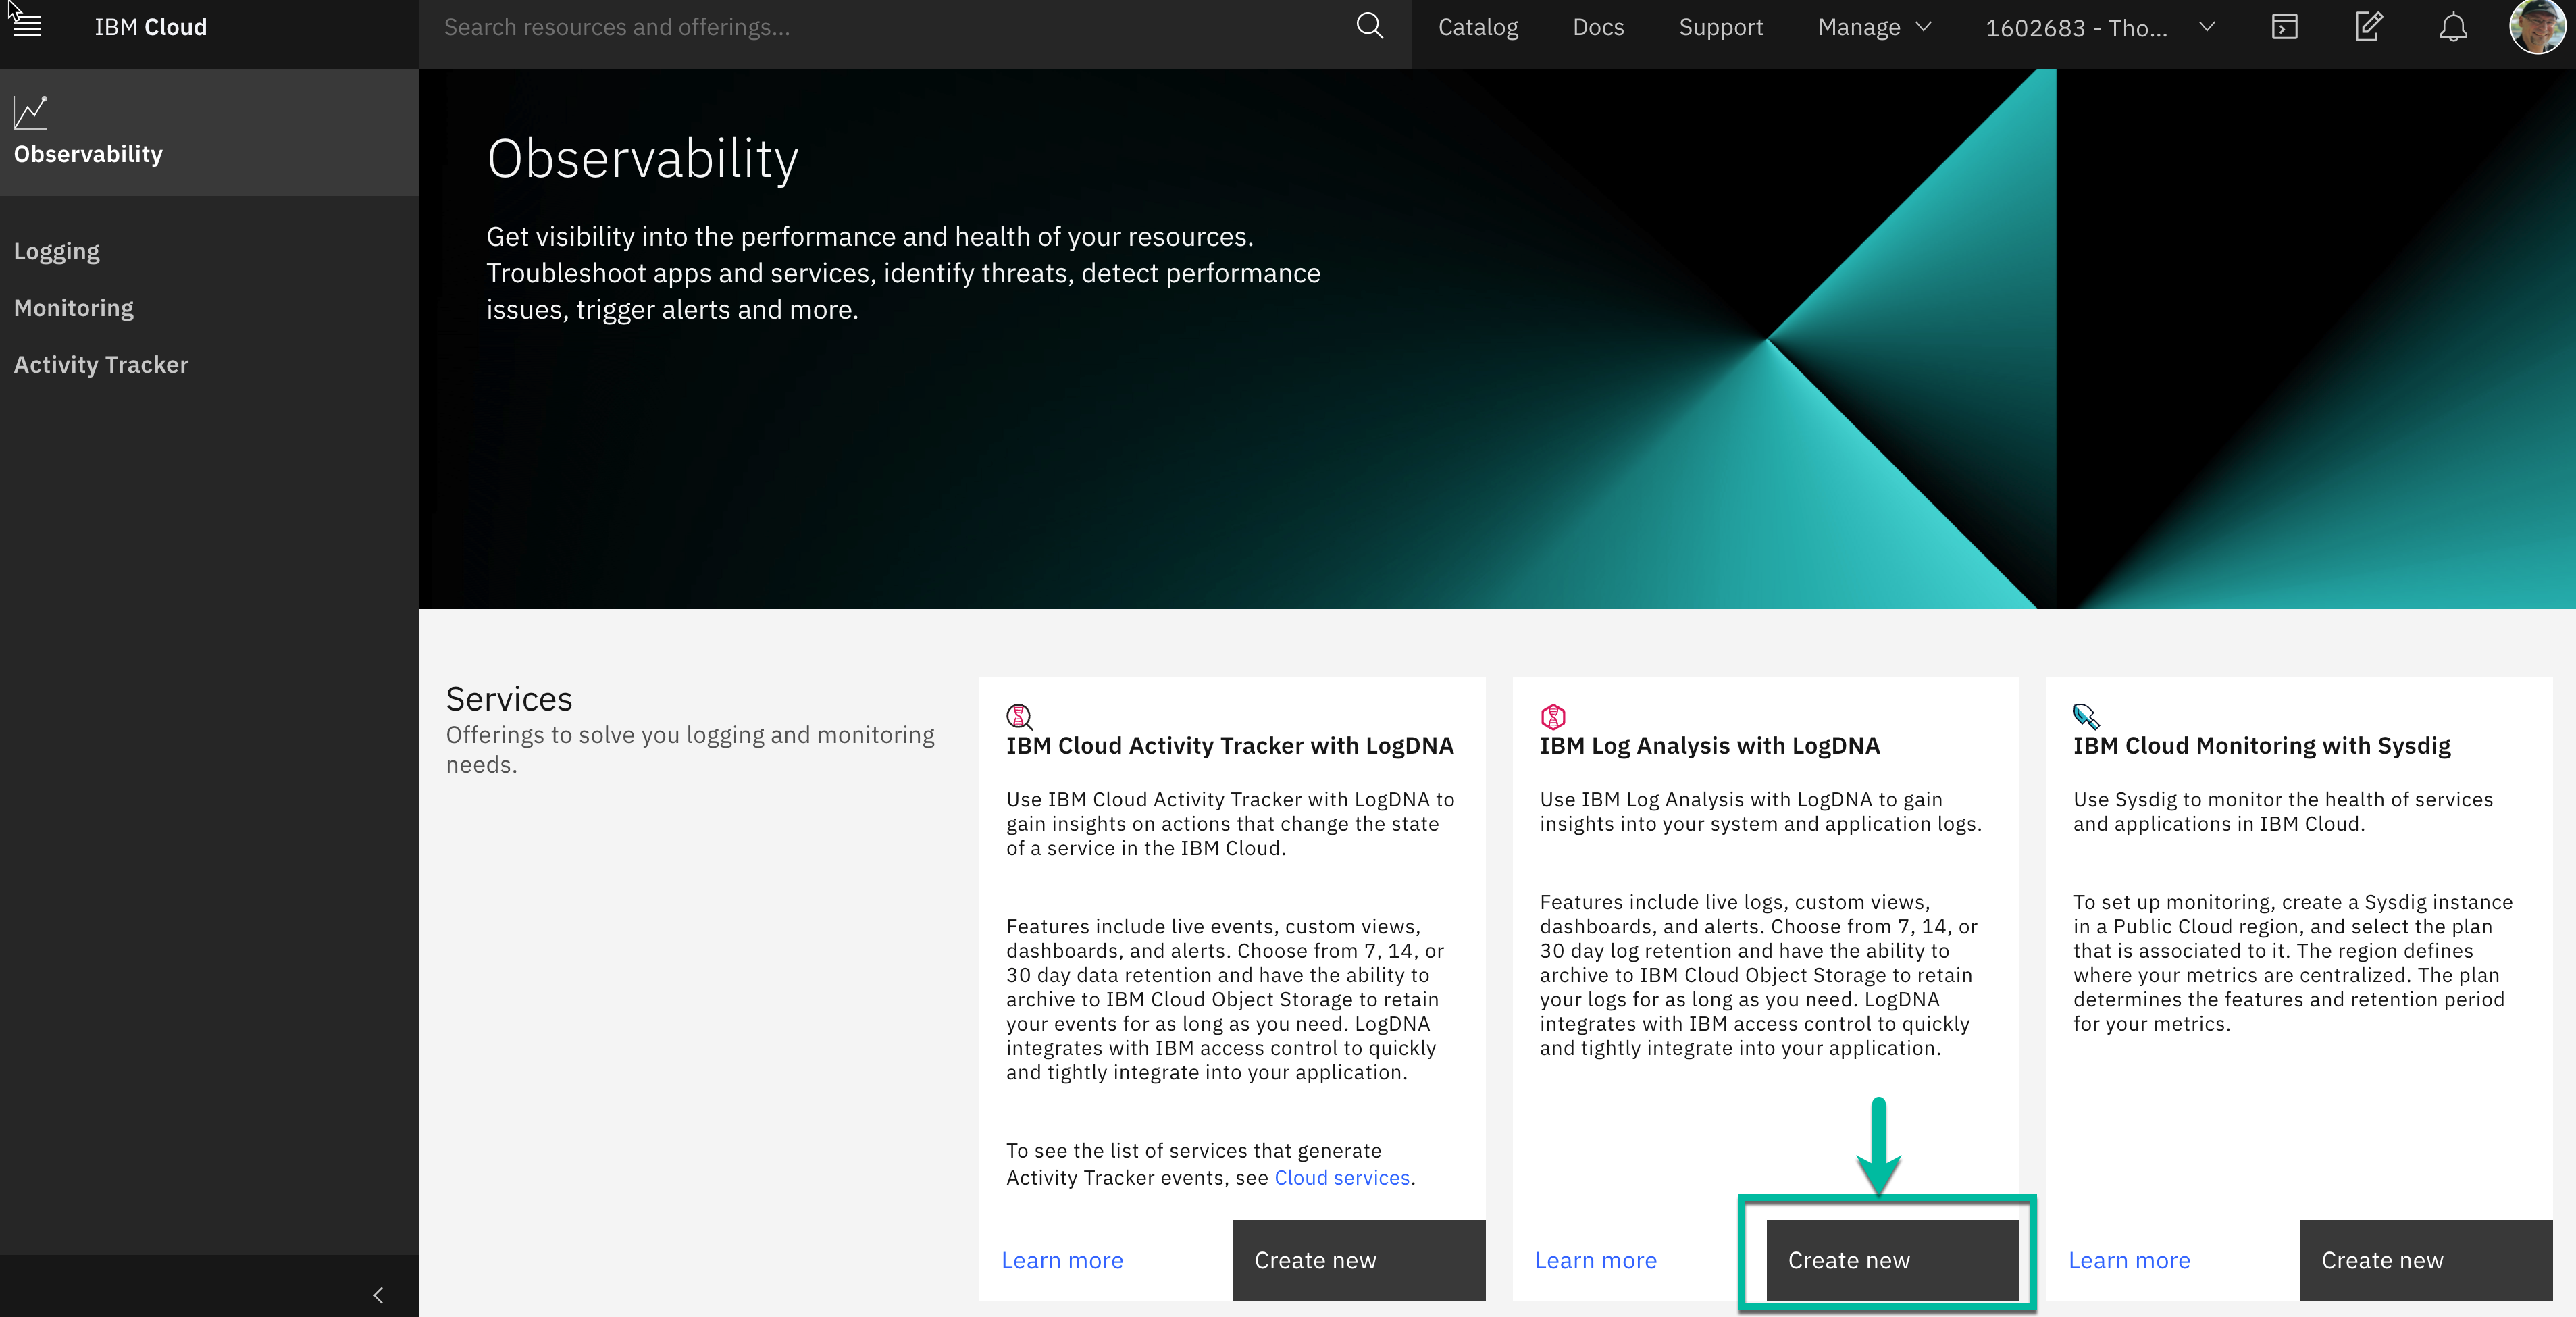 IBM Cloud
Search resources and offerings...
Catalog
Docs
Support
Manage
1602683 - Tho...
Observability
Logging
Monitoring
Activity Tracker
Observability
Get visibility into the performance and health of your resources.
Troubleshoot apps and services, identify threats, detect performance
issues, trigger alerts and more.
Services
Offerings to solve you logging and monitoring
needs.
IBM Cloud Activity Tracker with LogDNA
Use IBM Cloud Activity Tracker with LogDNA to
gain insights on actions that change the state
of a service in the IBM Cloud.
Features include live events, custom views,
dashboards, and alerts. Choose from 7, 14, or
30 day data retention and have the ability to
archive to IBM Cloud Object Storage to retain
your events for as long as you need. LogDNA
integrates with IBM access control to quickly
and tightly integrate into your application.
To see the list of services that generate
Activity Tracker events, see Cloud services.
Learn more
Create new
IBM Log Analysis with LogDNA
Use IBM Log Analysis with LogDNA to gain
insights into your system and application logs.
Features include live logs, custom views,
dashboards, and alerts. Choose from 7, 14, or
30 day log retention and have the ability to
archive to IBM Cloud Object Storage to retain
your logs for as long as you need. LogDNA
integrates with IBM access control to quickly
and tightly integrate into your application.
Learn more
Create new
IBM Cloud Monitoring with Sysdig
Use Sysdig to monitor the health of services
and applications in IBM Cloud.
To set up monitoring, create a Sysdig instance
in a Public Cloud region, and select the plan
that is associated to it. The region defines
where your metrics are centralized. The plan
determines the features and retention period
for your metrics.
Learn more
Create new